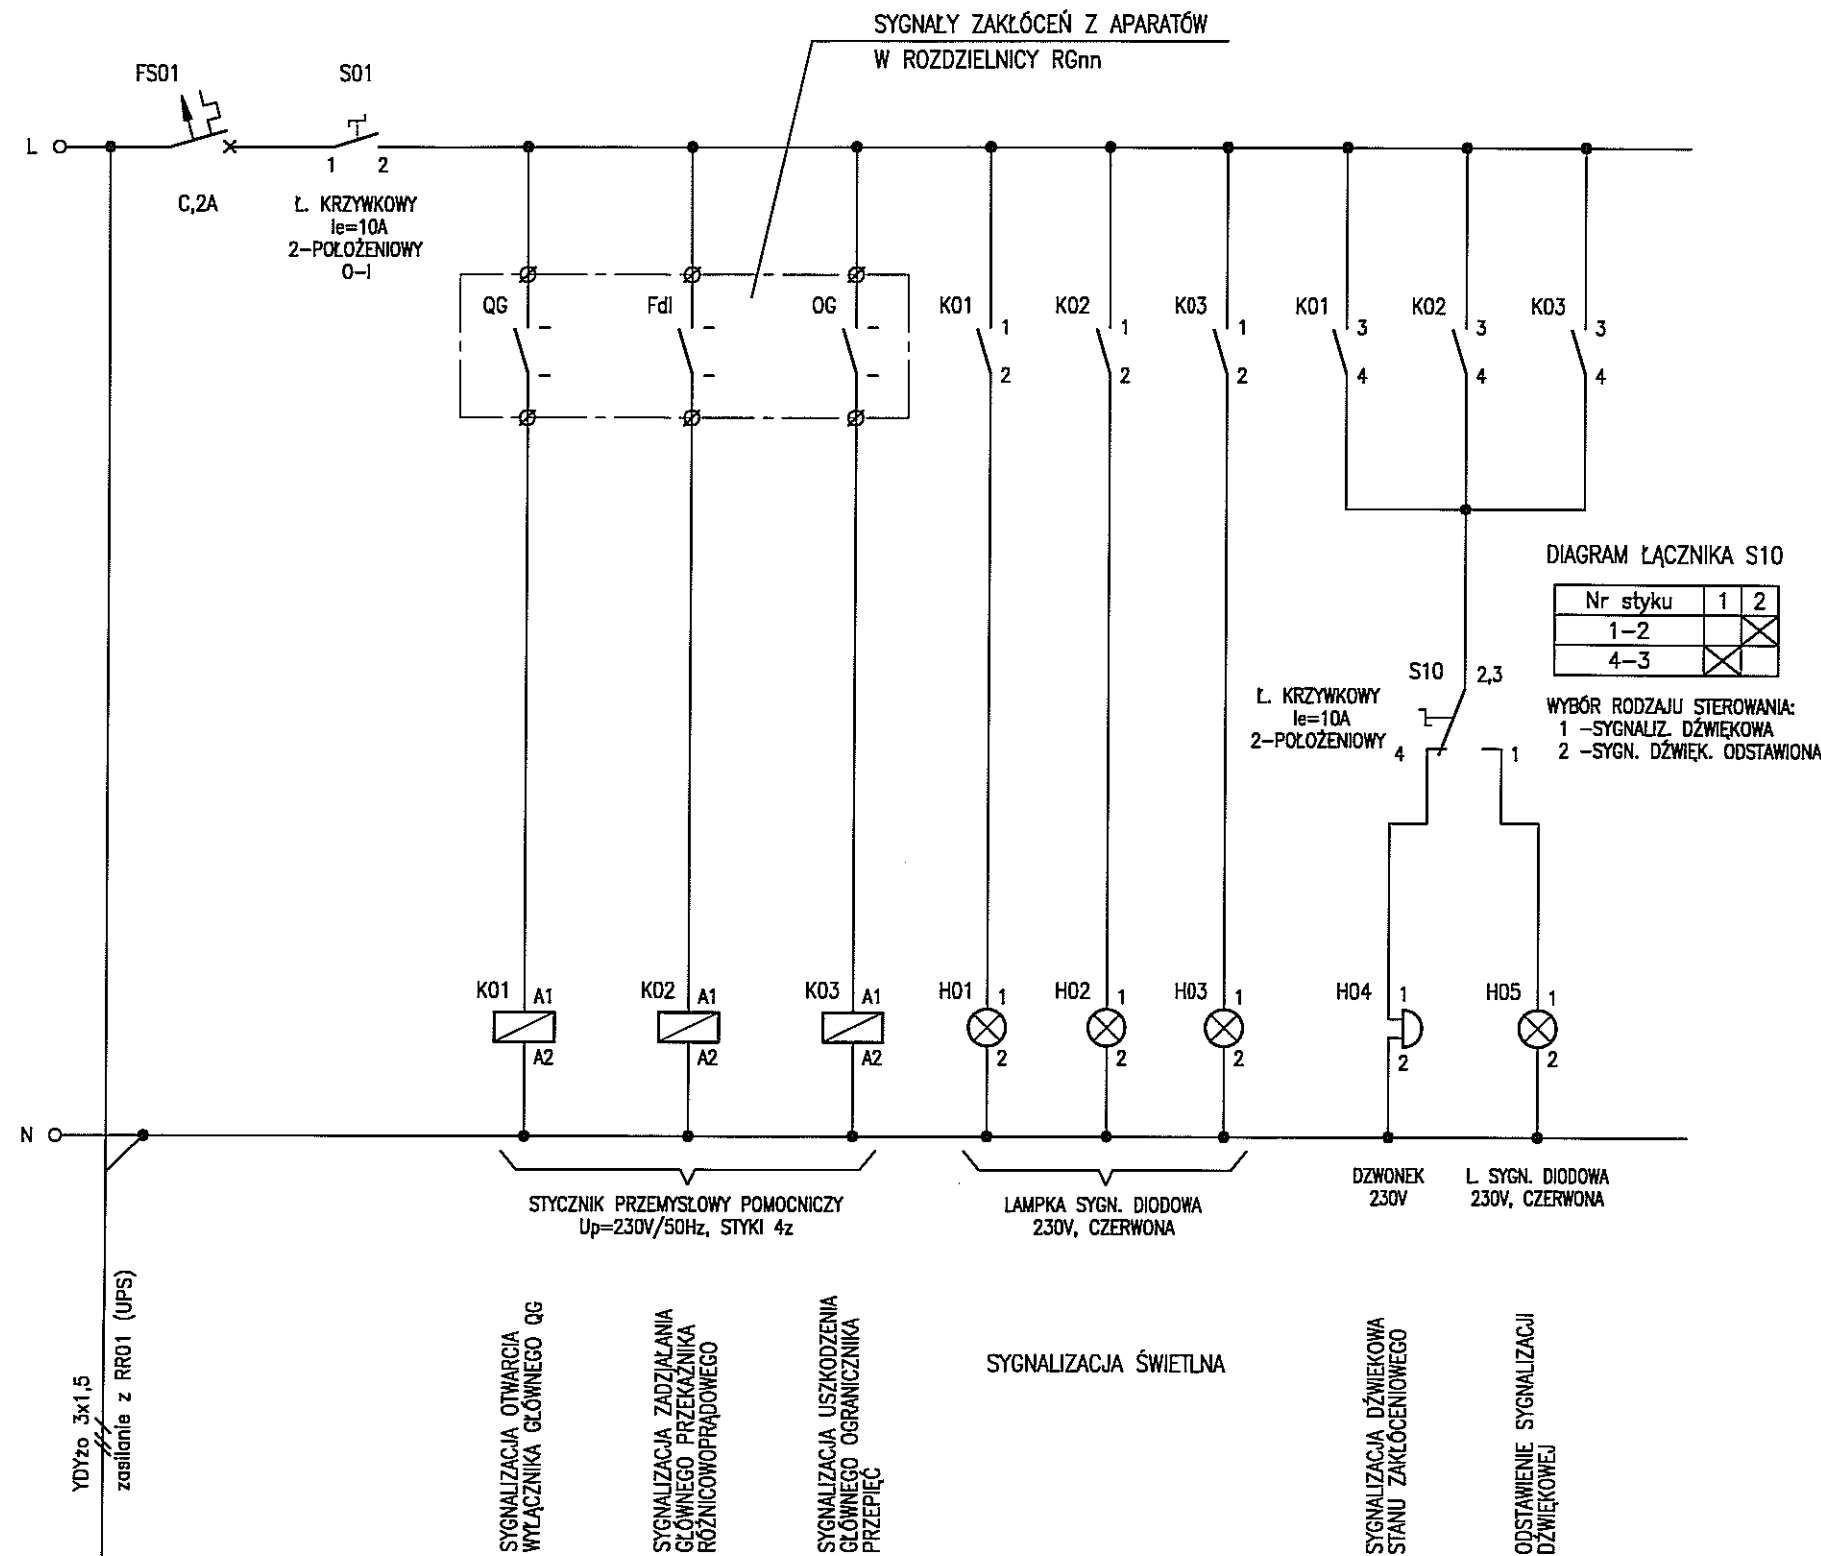 SYGNAŁY ZAKŁÓCEŃ Z APARATÓW
W ROZDZIELNICY RGnn
FS01
S01
L
1 2
C,2A
Ł. KRZYWKOWY
Ie=10A
2-POŁOŻENIOWY
0-I
QG
FdI
OG
K01
1
2
K02
1
2
K03
1
2
K01
3
4
K02
3
4
K03
3
4
DIAGRAM ŁĄCZNIKA S10
Nr styku 1 2
1-2
4-3
WYBÓR RODZAJU STEROWANIA:
1 -SYGNALIZ. DŹWIĘKOWA
2 -SYGN. DŹWIĘK. ODSTAWIONA
S10 2,3
Ł. KRZYWKOWY
Ie=10A
2-POŁOŻENIOWY
4 1
K01 A1
A2
K02 A1
A2
K03 A1
A2
H01 1
2
H02 1
2
H03 1
2
H04 1
2
H05 1
2
N
STYCZNIK PRZEMYSŁOWY POMOCNICZY
Up=230V/50Hz, STYKI 4z
LAMPKA SYGN. DIODOWA
230V, CZERWONA
DZWONEK
230V
L. SYGN. DIODOWA
230V, CZERWONA
YDYżo 3x1,5
zasilanie z RR01 (UPS)
SYGNALIZACJA OTWARCIA
WYŁĄCZNIKA GŁÓWNEGO QG
SYGNALIZACJA ZADZIAŁANIA
GŁÓWNEGO PRZEKAŹNIKA
RÓŻNICOWOPRĄDOWEGO
SYGNALIZACJA USZKODZENIA
GŁÓWNEGO OGRANICZNIKA
PRZEPIĘĆ
SYGNALIZACJA ŚWIETLNA
SYGNALIZACJA DŹWIĘKOWA
STANU ZAKŁÓCENIOWEGO
ODSTAWIENIE SYGNALIZACJI
DŹWIĘKOWEJ